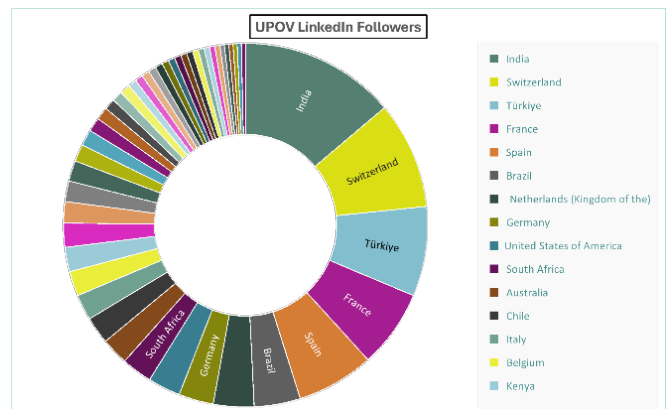 UPOV LinkedIn Followers
India
Switzerland
Türkiye
France
Spain
Brazil
Germany
South Africa
India
Switzerland
Türkiye
France
Spain
Brazil
Netherlands (Kingdom of the)
Germany
United States of America
South Africa
Australia
Chile
Italy
Belgium
Kenya